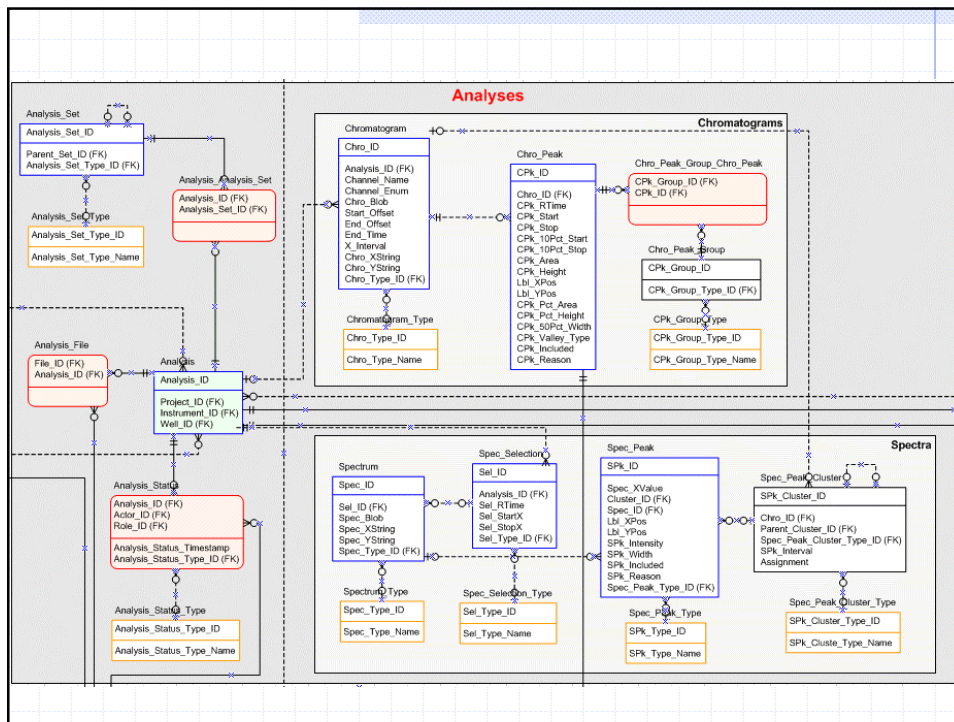 Analyses
Analysis_Set
Analysis_Set_ID
Parent_Set_ID (FK)
Analysis_Set_Type_ID (FK)
Analysis_Set_Type
Analysis_Set_Type_ID
Analysis_Set_Type_Name
Analysis_Analysis_Set
Analysis_ID (FK)
Analysis_Set_ID (FK)
Analysis_File
File_ID (FK)
Analysis_ID (FK)
Analysis
Analysis_ID
Project_ID (FK)
Instrument_ID (FK)
Well_ID (FK)
Analysis_Status
Analysis_ID (FK)
Actor_ID (FK)
Role_ID (FK)
Analysis_Status_Timestamp
Analysis_Status_Type_ID (FK)
Analysis_Status_Type
Analysis_Status_Type_ID
Analysis_Status_Type_Name
Chromatograms
Chromatogram
Chro_ID
Analysis_ID (FK)
Channel_Name
Channel_Enum
Chro_Blob
Start_Offset
End_Offset
End_Time
X_Interval
Chro_XString
Chro_YString
Chro_Type_ID (FK)
Chromatogram_Type
Chro_Type_ID
Chro_Type_Name
Chro_Peak
CPk_ID
Chro_ID (FK)
CPk_RTime
CPk_Start
CPk_Stop
CPk_10Pct_Start
CPk_10Pct_Stop
CPk_Area
CPk_Height
Lbl_XPos
Lbl_YPos
CPk_Pct_Area
CPk_Pct_Height
CPk_50Pct_Width
CPk_Valley_Type
CPk_Included
CPk_Reason
Chro_Peak_Group_Chro_Peak
CPk_Group_ID (FK)
CPk_ID (FK)
Chro_Peak_Group
CPk_Group_ID
CPk_Group_Type_ID (FK)
CPk_Group_Type
CPk_Group_Type_ID
CPk_Group_Type_Name
Spectra
Spectrum
Spec_ID
Sel_ID (FK)
Spec_Blob
Spec_XString
Spec_YString
Spec_Type_ID (FK)
Spectrum_Type
Spec_Type_ID
Spec_Type_Name
Spec_Selection
Sel_ID
Analysis_ID (FK)
Sel_RTime
Sel_StartX
Sel_StopX
Sel_Type_ID (FK)
Spec_Selection_Type
Sel_Type_ID
Sel_Type_Name
Spec_Peak
SPk_ID
Spec_XValue
Cluster_ID (FK)
Spec_ID (FK)
Lbl_XPos
Lbl_YPos
SPk_Intensity
SPk_Width
SPk_Included
SPk_Reason
Spec_Peak_Type_ID (FK)
Spec_Peak_Type
SPk_Type_ID
SPk_Type_Name
Spec_Peak_Cluster
SPk_Cluster_ID
Chro_ID (FK)
Parent_Cluster_ID (FK)
Spec_Peak_Cluster_Type_ID (FK)
SPk_Interval
Assignment
Spec_Peak_Cluster_Type
SPk_Cluste_Type_ID
SPk_Cluste_Type_Name